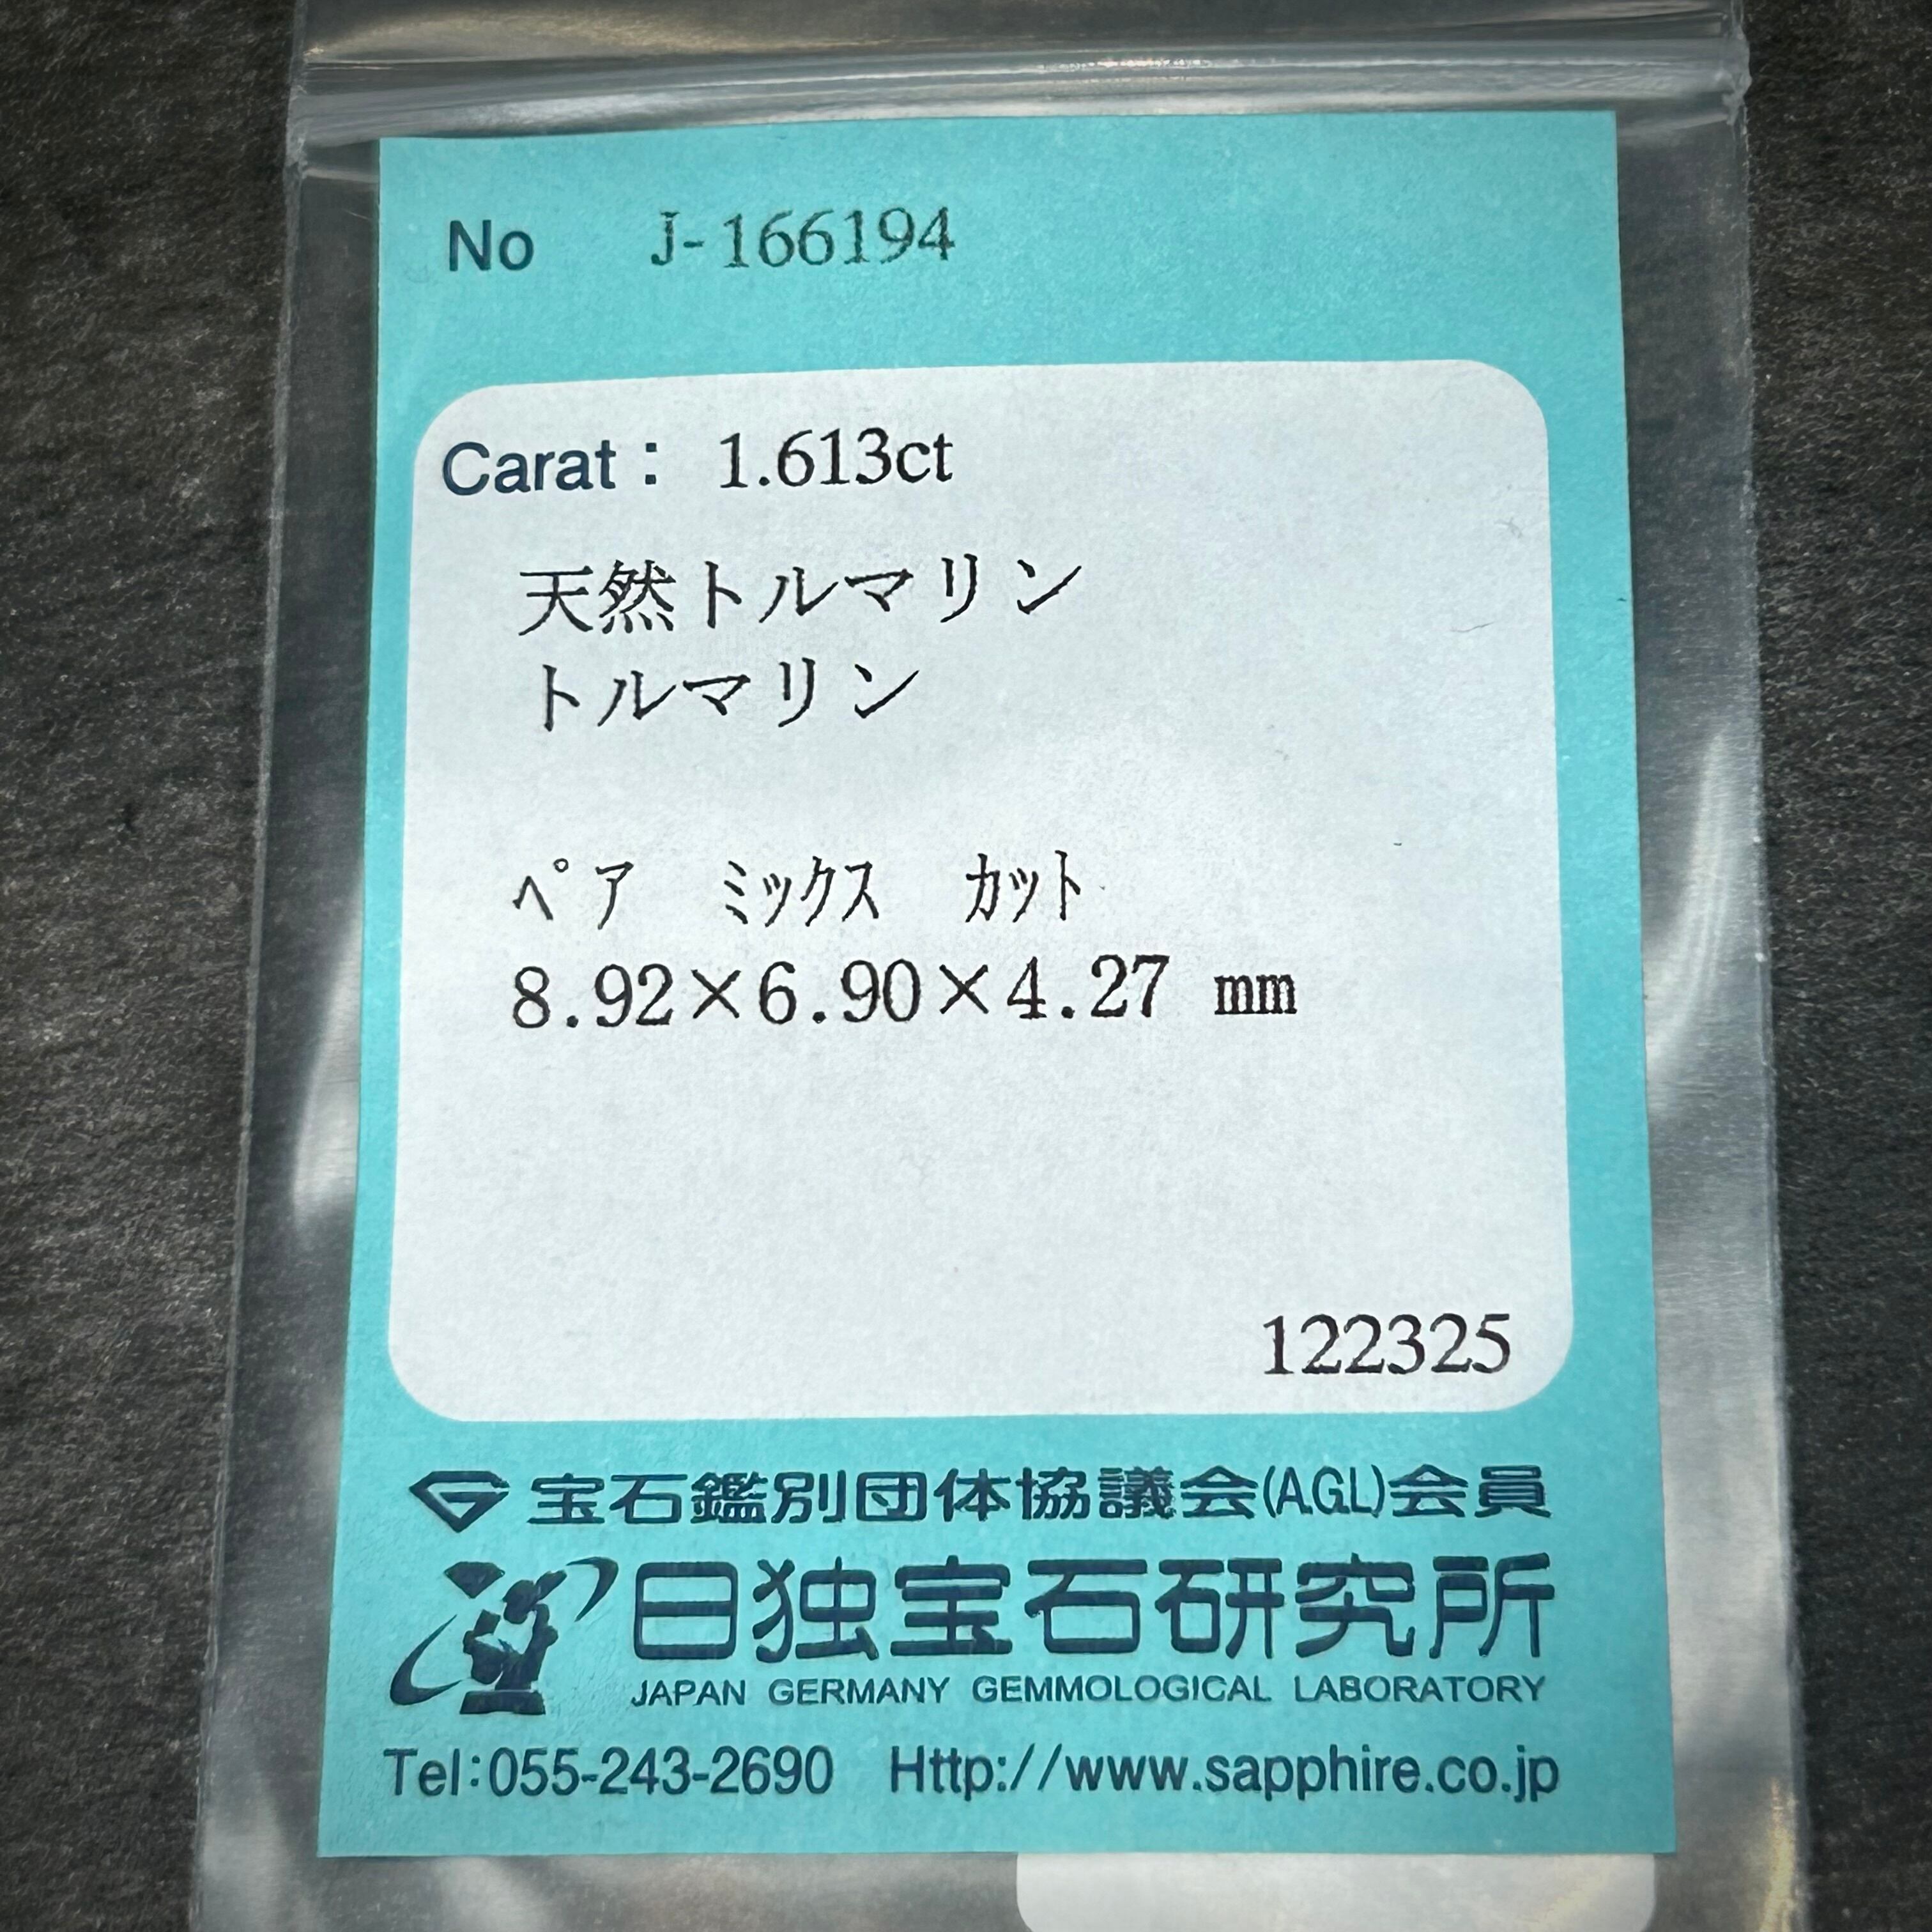 No J-166194
Carat： 1.613ct
天然トルマリン
トルマリン
ﾍﾟｱ ﾐｯｸｽ ｶｯﾄ
8.92×6.90×4.27 mm
122325
宝石鑑別団体協議会(AGL)会員
日独宝石研究所
JAPAN GERMANY GEMMOLOGICAL LABORATORY
Tel:055-243-2690 Http://www.sapphire.co.jp